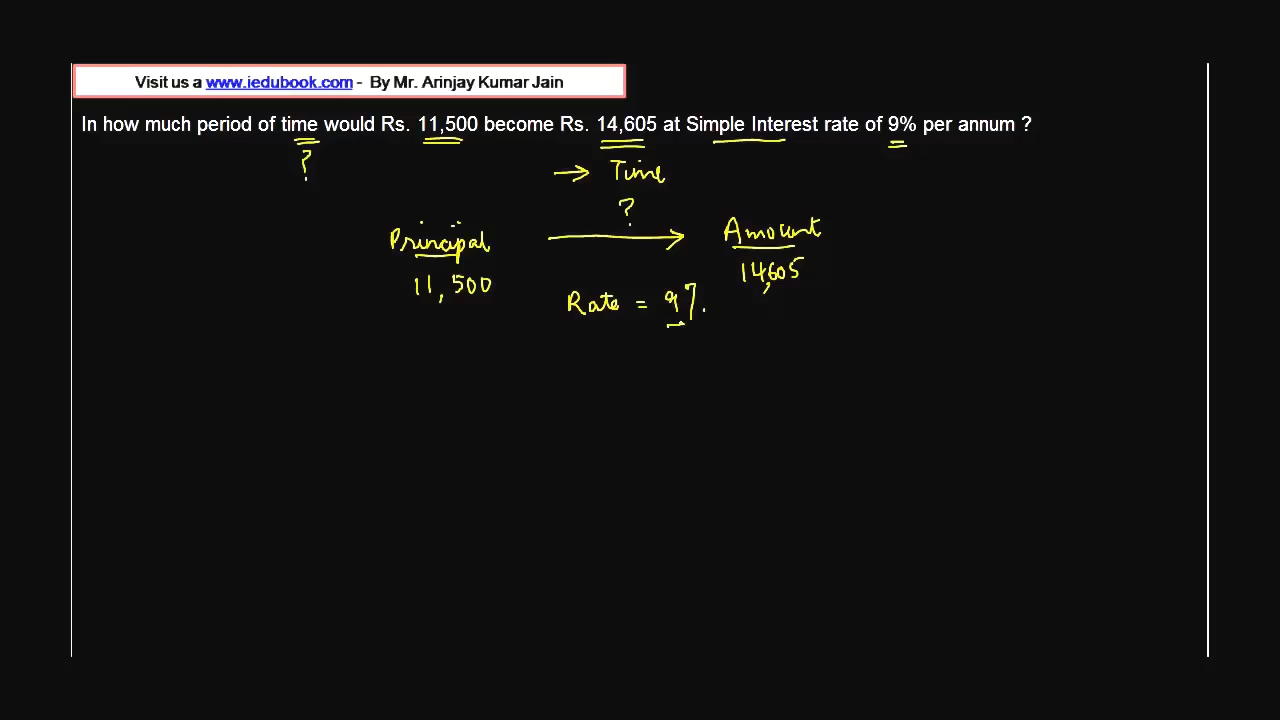 Visit us a www.iedubook.com - By Mr. Arinjay Kumar Jain
In how much period of time would Rs. 11,500 become Rs. 14,605 at Simple Interest rate of 9% per annum ?
?
→ Time
?
Principal → Amount
11,500 14,605
Rate = 9%.